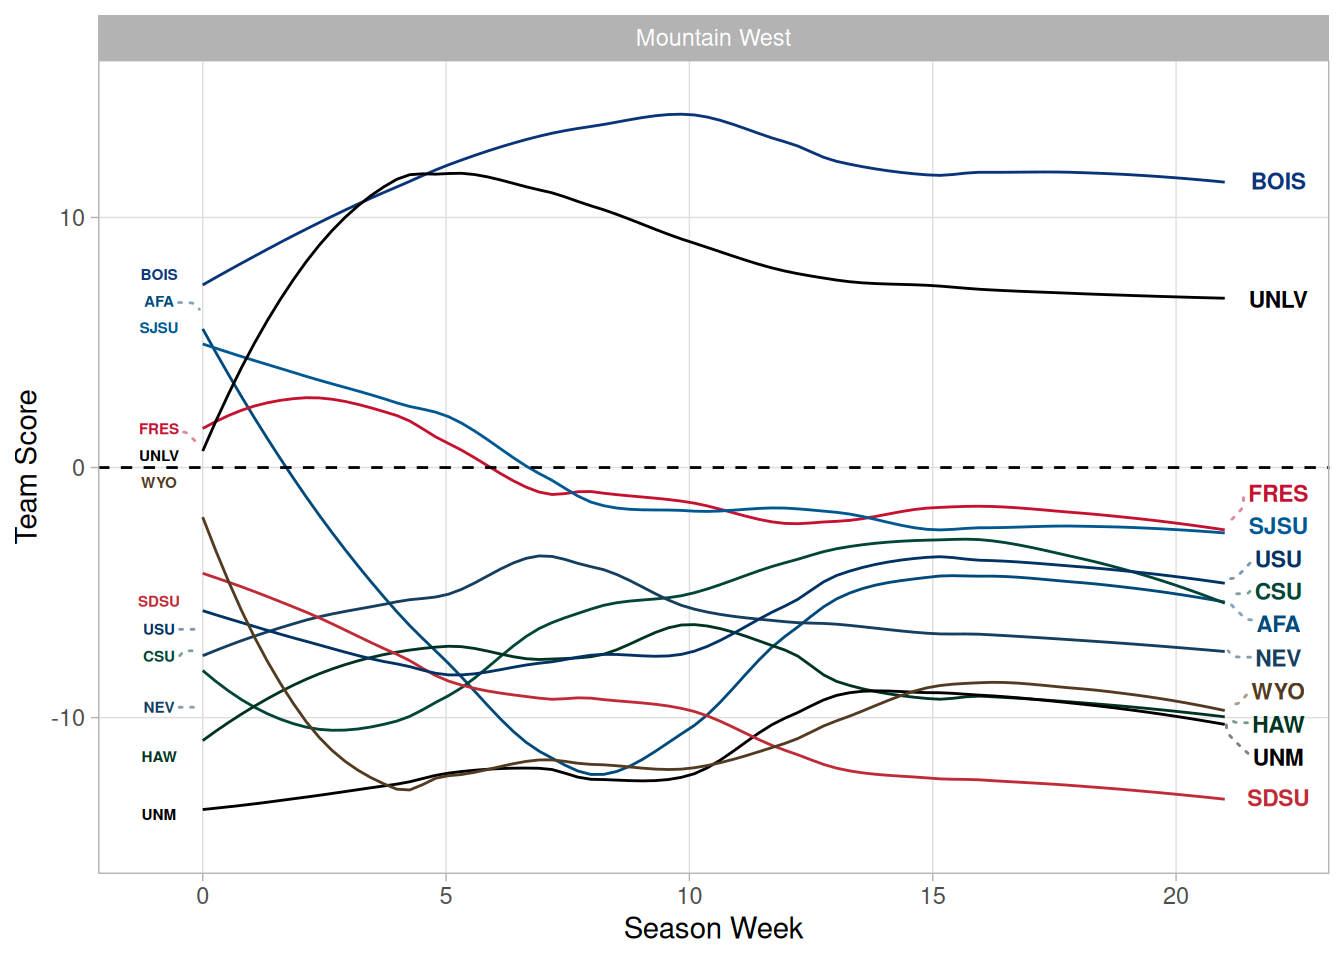 Mountain West
Team Score
10
0
-10
BOIS
AFA
SJSU
FRES
UNLV
WYO
SDSU
USU
CSU
NEV
HAW
UNM
BOIS
UNLV
FRES
SJSU
USU
CSU
AFA
NEV
WYO
HAW
UNM
SDSU
0 5 10 15 20
Season Week